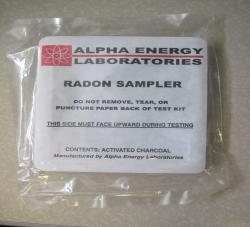 ALPHA ENERGY
LABORATORIES
RADON SAMPLER
DO NOT REMOVE, TEAR, OR
PUNCTURE PAPER BACK OF TEST KIT
THIS SIDE MUST FACE UPWARD DURING TESTING
CONTENTS: ACTIVATED CHARCOAL
Manufactured by Alpha Energy Laboratories